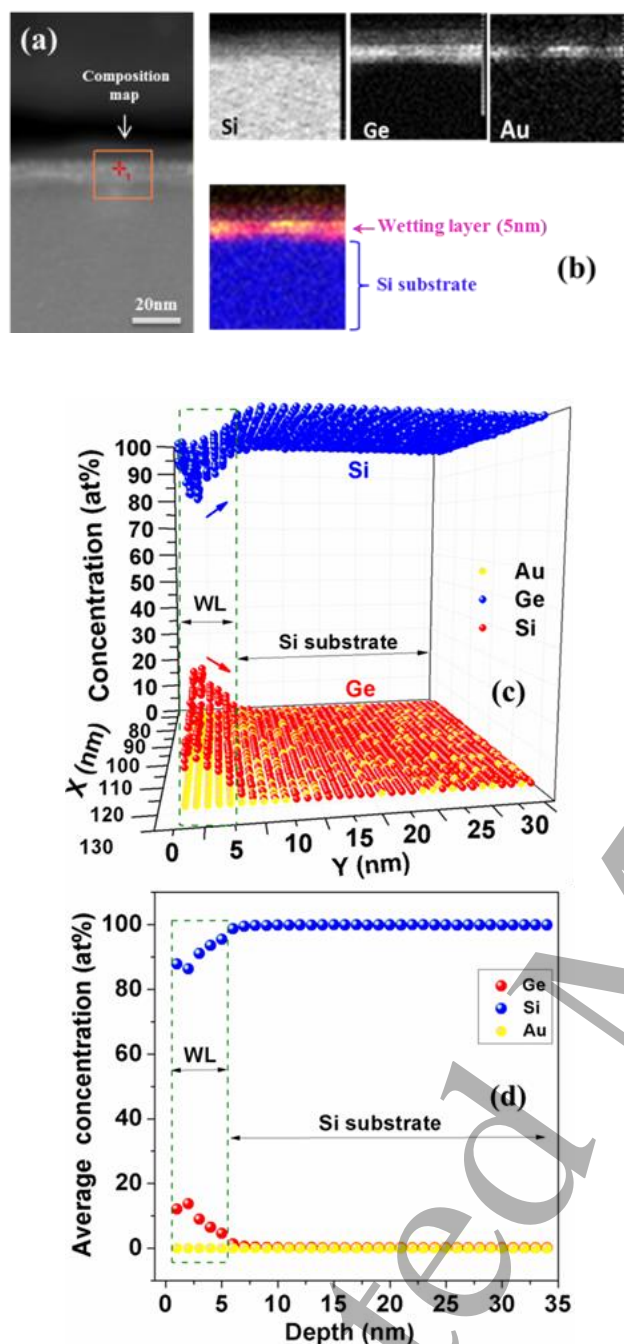 (a)
Composition
map
1
20nm
Si
Ge
Au
Wetting layer (5nm)
Si substrate
(b)
Concentration (at%)
100
90
80
70
60
50
40
30
20
10
0
Si
Au
Ge
Si
WL
Si substrate
Ge
(c)
X (nm)
80
90
100
110
120
130
0
5
10
15
20
25
30
Y (nm)
Average concentration (at%)
100
80
60
40
20
0
Ge
Si
Au
WL
(d)
Si substrate
0
5
10
15
20
25
30
35
Depth (nm)
ted M